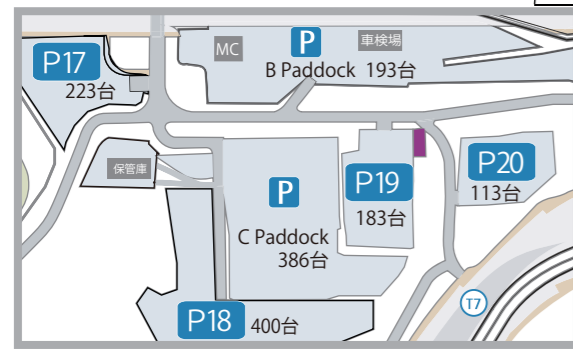 P17
223台
MC
P
車検場
B Paddock 193台
保管庫
P
C Paddock
386台
P19
183台
P20
113台
P18 400台
T7